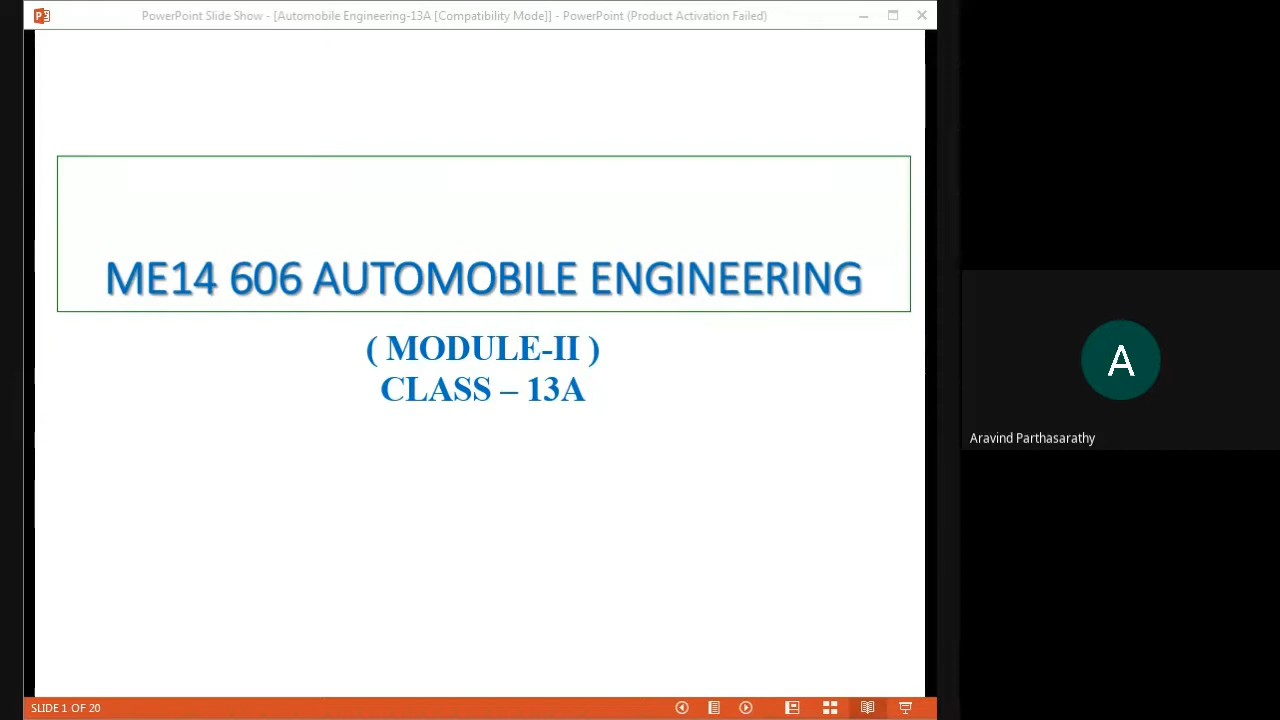 PowerPoint Slide Show - [Automobile Engineering-13A [Compatibility Mode]] - PowerPoint (Product Activation Failed)
ME14 606 AUTOMOBILE ENGINEERING
( MODULE-II )
CLASS – 13A
A
Aravind Parthasarathy
SLIDE 1 OF 20